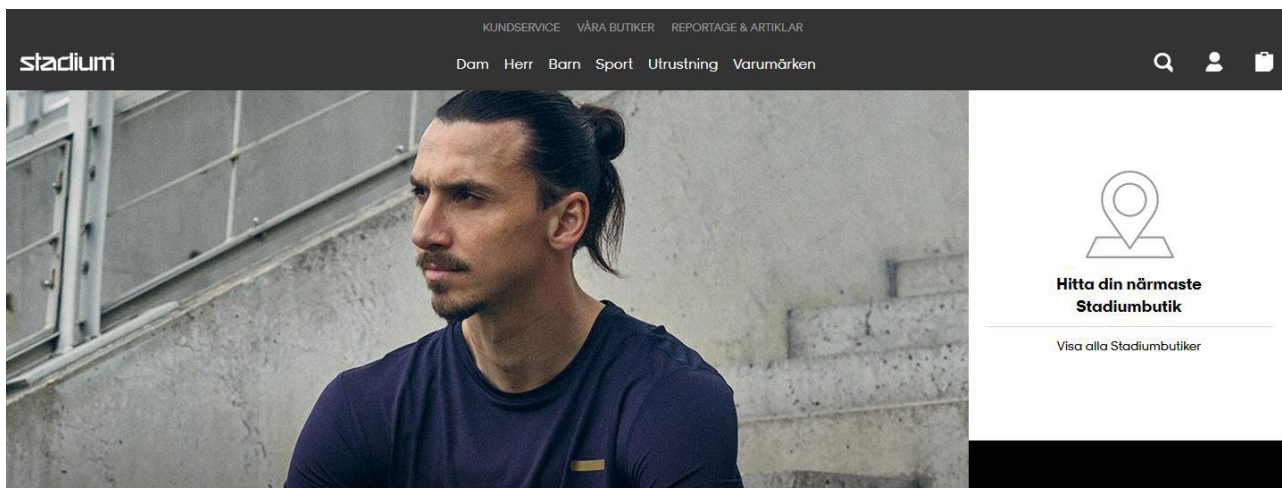 KUNDSERVICE VÅRA BUTIKER REPORTAGE & ARTIKLAR
stadium
Dam Herr Barn Sport Utrustning Varumärken
Hitta din närmaste
Stadiumbutik
Visa alla Stadiumbutiker